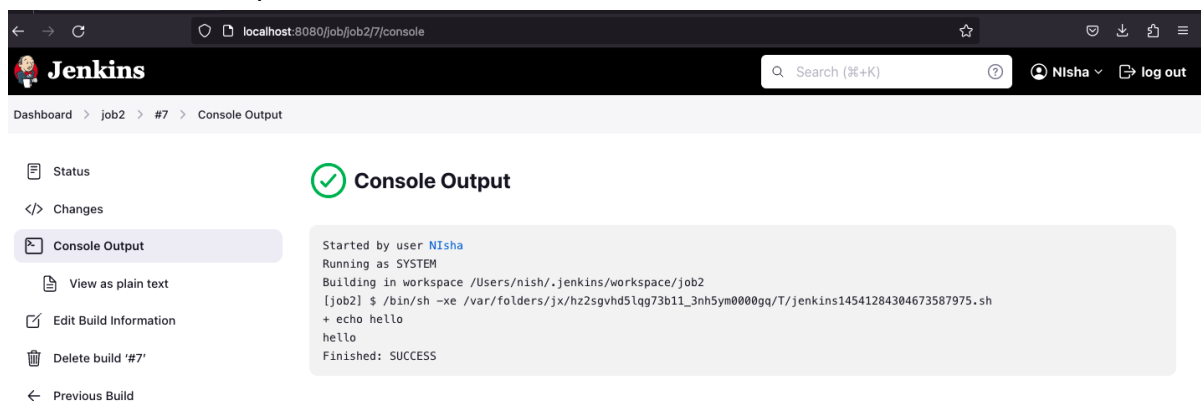 localhost:8080/job/job2/7/console
Jenkins
Search (⌘+K)
NIsha
log out
Dashboard > job2 > #7 > Console Output
Status
Changes
Console Output
View as plain text
Edit Build Information
Delete build ‘#7’
Previous Build
Console Output
Started by user NIsha
Running as SYSTEM
Building in workspace /Users/nish/.jenkins/workspace/job2
[job2] $ /bin/sh -xe /var/folders/jx/hz2sgvhd5lqg73b11_3nh5ym0000gq/T/jenkins14541284304673587975.sh
+ echo hello
hello
Finished: SUCCESS